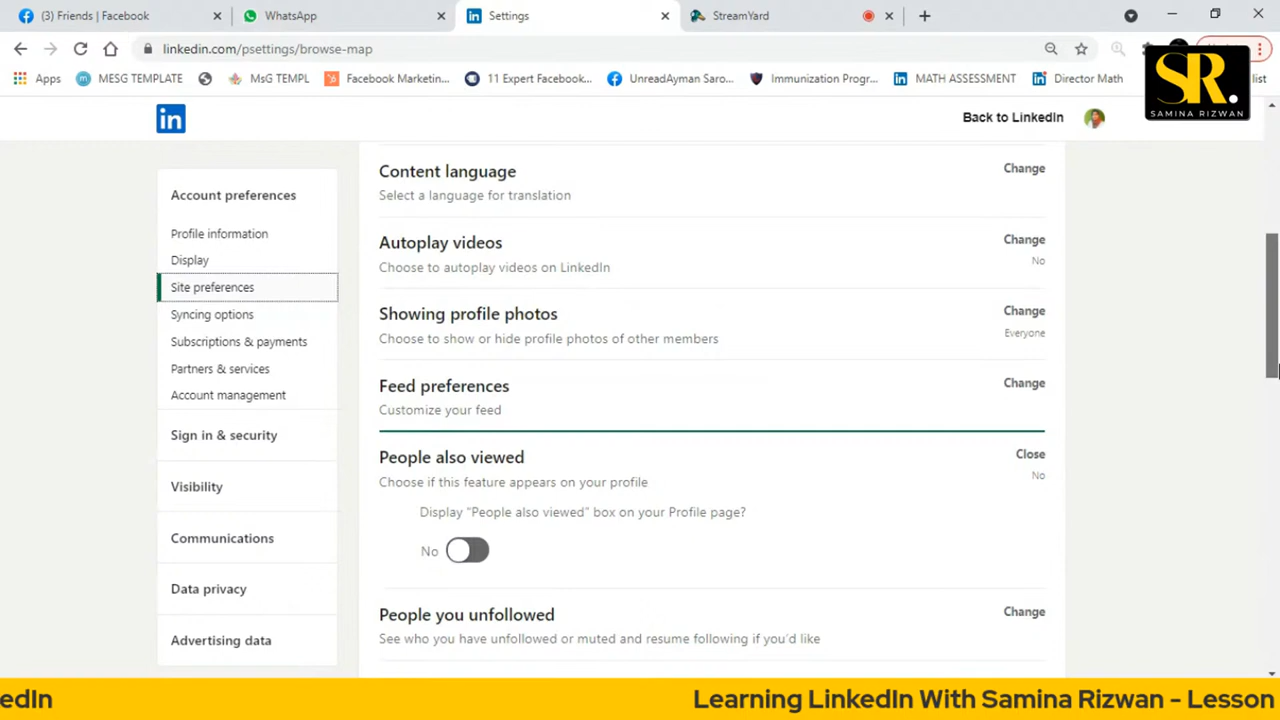 (3) Friends | Facebook
WhatsApp
Settings
StreamYard
linkedin.com/psettings/browse-map
Apps
MESG TEMPLATE
MsG TEMPL
Facebook Marketin...
11 Expert Facebook...
UnreadAyman Saro...
Immunization Progr...
MATH ASSESSMENT
Director Math
list
SR.
SAMINA RIZWAN
in
Back to LinkedIn
Account preferences
Profile information
Display
Site preferences
Syncing options
Subscriptions & payments
Partners & services
Account management
Sign in & security
Visibility
Communications
Data privacy
Advertising data
Content language
Change
Select a language for translation
Autoplay videos
Change
Choose to autoplay videos on LinkedIn
No
Showing profile photos
Change
Choose to show or hide profile photos of other members
Everyone
Feed preferences
Change
Customize your feed
People also viewed
Close
Choose if this feature appears on your profile
No
Display "People also viewed" box on your Profile page?
No
People you unfollowed
Change
See who you have unfollowed or muted and resume following if you'd like
edIn
Learning LinkedIn With Samina Rizwan - Lesson